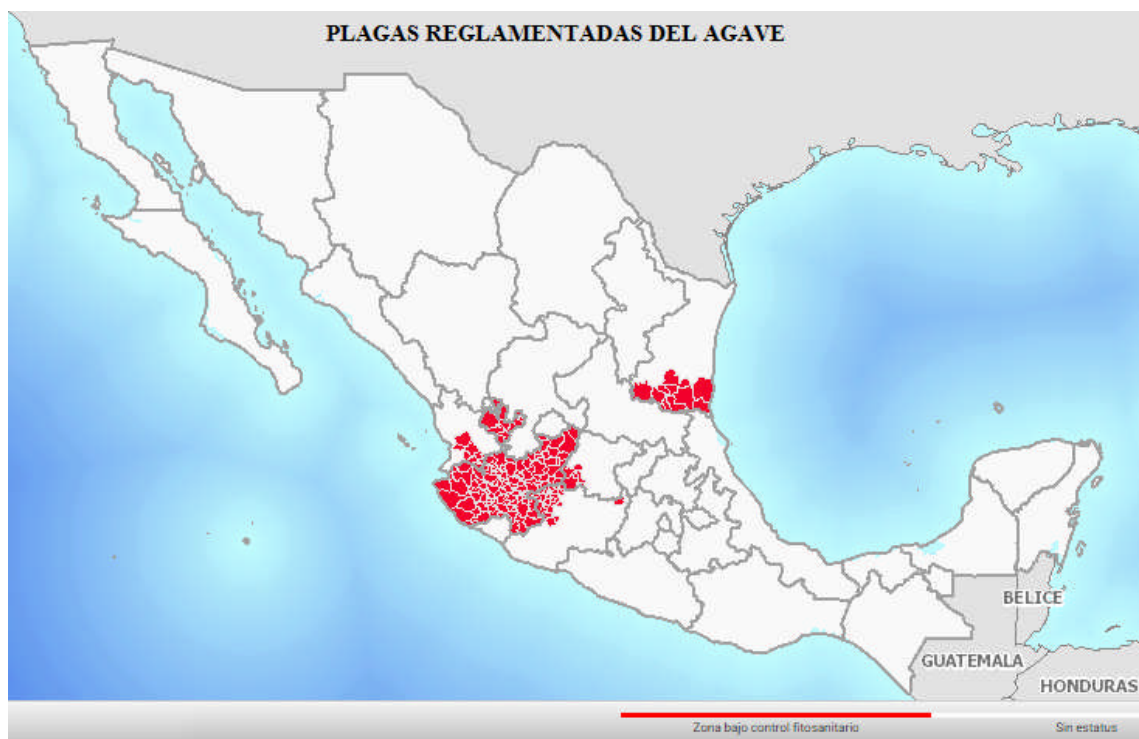 PLAGAS REGLAMENTADAS DEL AGAVE
BELICE
GUATEMALA
HONDURAS
Zona bajo control fitosanitario
Sin estatus